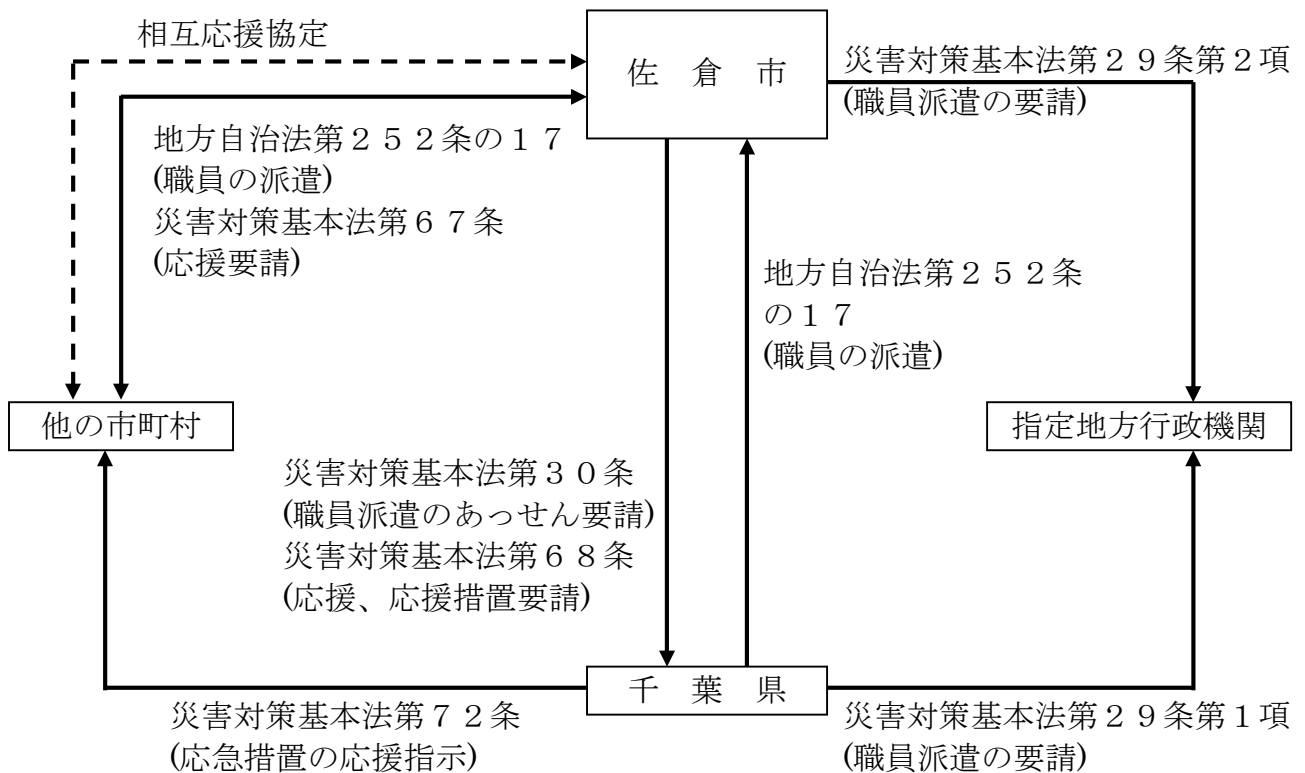 相互応援協定
佐 倉 市
災害対策基本法第２９条第２項
(職員派遣の要請)
地方自治法第２５２条の１７
(職員の派遣)
災害対策基本法第６７条
(応援要請)
地方自治法第２５２条
の１７
(職員の派遣)
他の市町村
指定地方行政機関
災害対策基本法第３０条
(職員派遣のあっせん要請)
災害対策基本法第６８条
(応援、応援措置要請)
千 葉 県
災害対策基本法第７２条
(応急措置の応援指示)
災害対策基本法第２９条第１項
(職員派遣の要請)